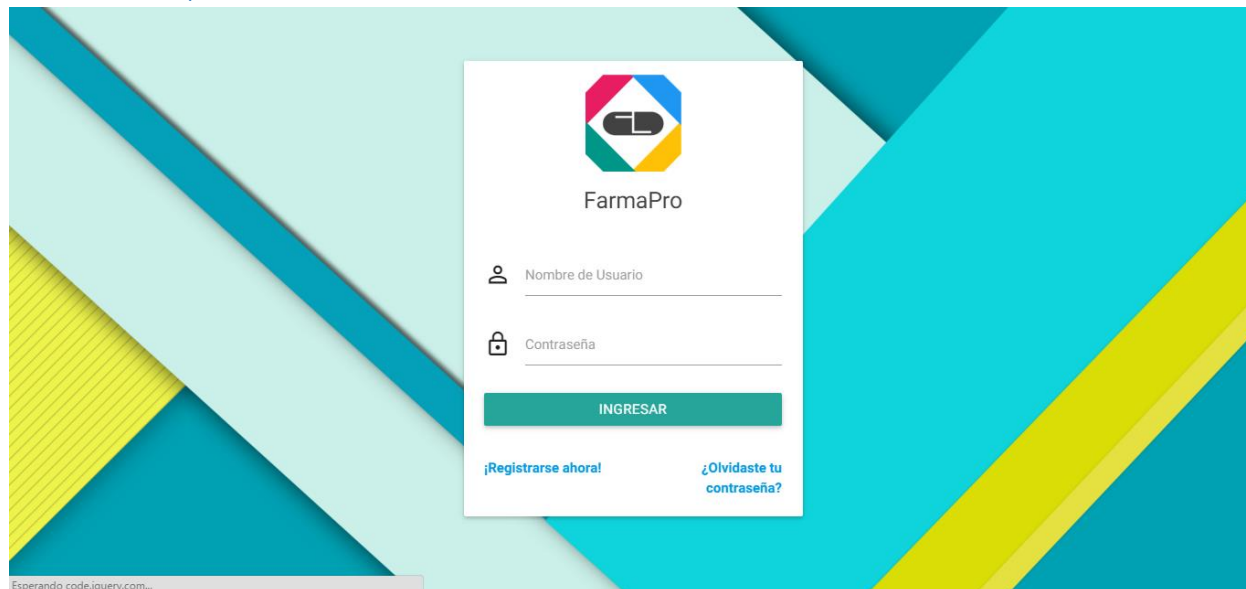 FarmaPro
Nombre de Usuario
Contraseña
INGRESAR
¡Registrarse ahora!
¿Olvidaste tu
contraseña?
Esperando code.jquery.com...